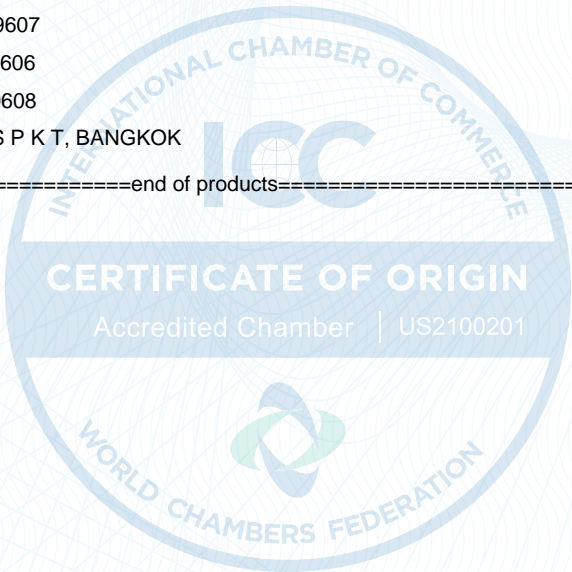 9607
606
608
S P K T, BANGKOK
===========end of products========================
INTERNATIONAL CHAMBER OF COMMERCE
ICC
CERTIFICATE OF ORIGIN
Accredited Chamber | US2100201
WORLD CHAMBERS FEDERATION